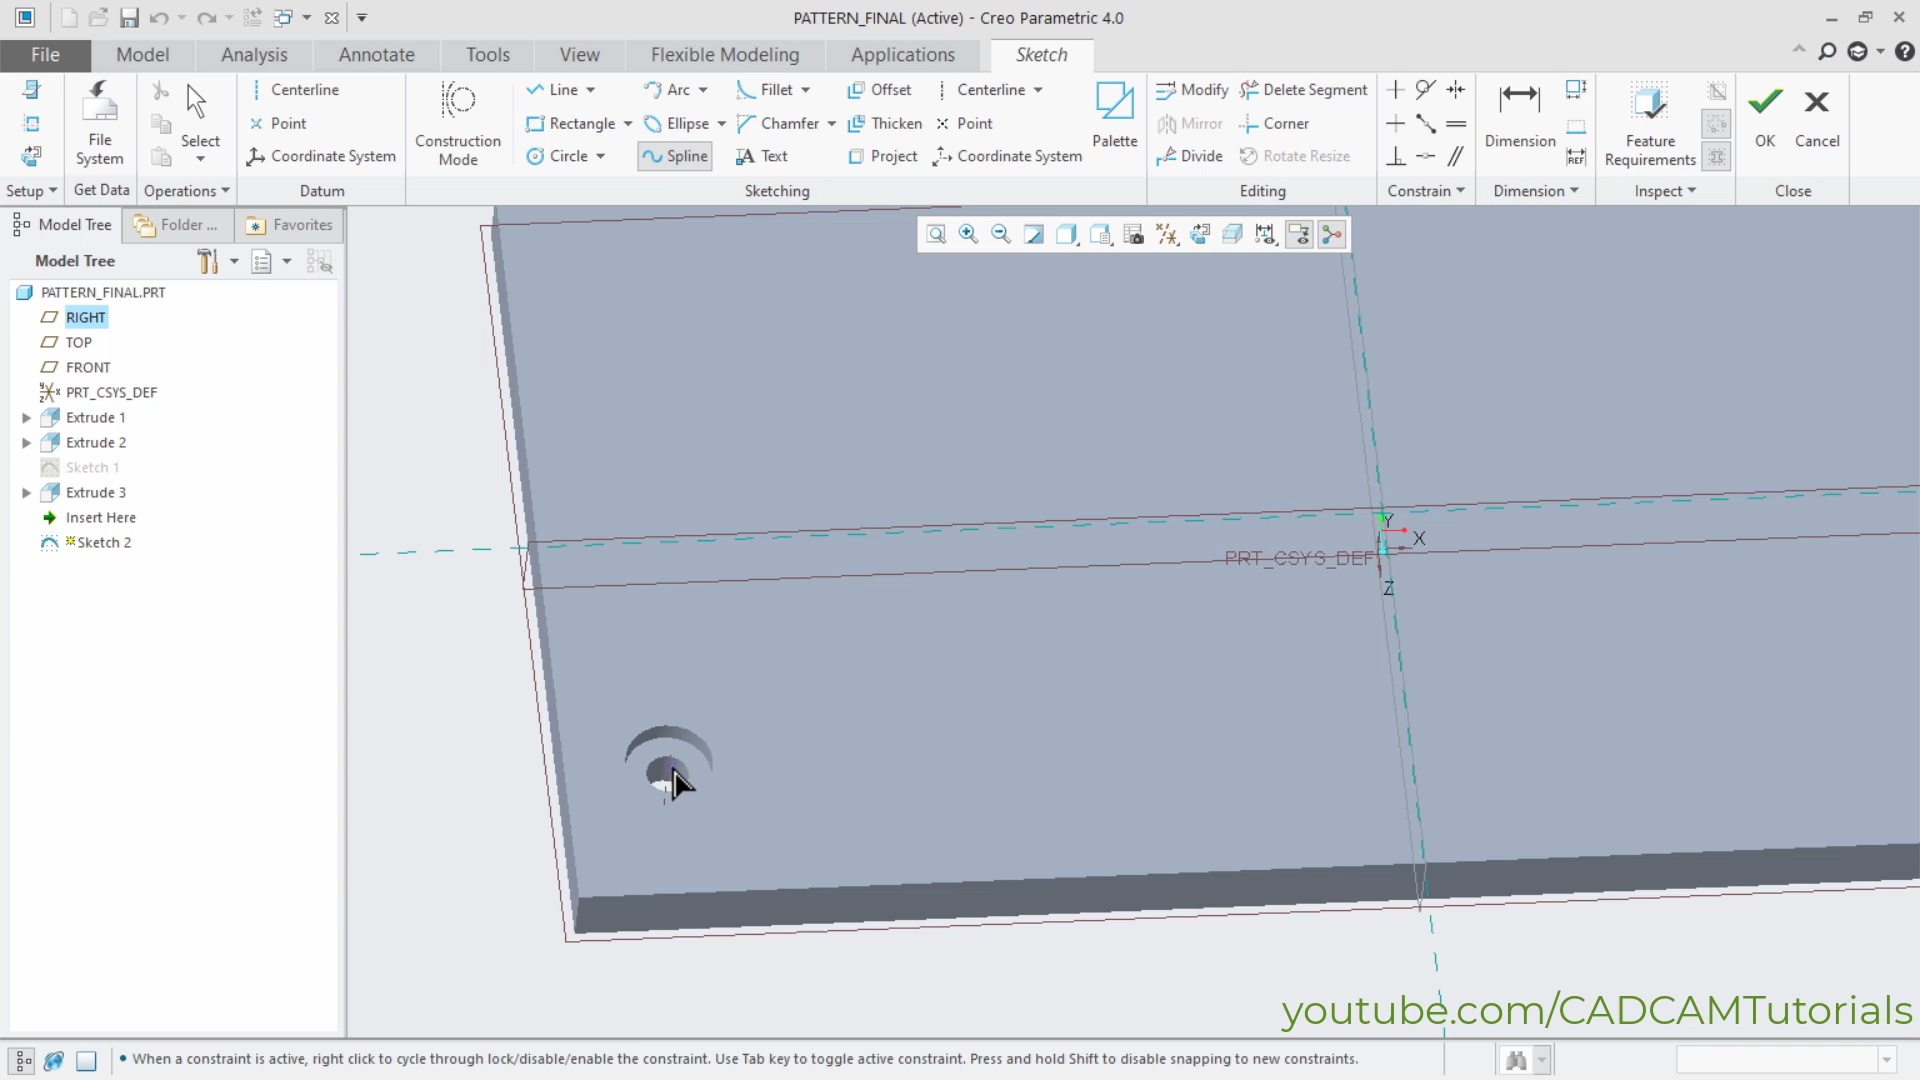 PATTERN_FINAL (Active) - Creo Parametric 4.0
File Model Analysis Annotate Tools View Flexible Modeling Applications Sketch
File System
Select
Centerline
Point
Coordinate System
Construction Mode
Line
Rectangle
Circle
Arc
Ellipse
Spline
Fillet
Chamfer
Text
Offset
Thicken
Project
Centerline
Point
Coordinate System
Palette
Modify
Mirror
Divide
Delete Segment
Corner
Rotate Resize
Dimension
REF
Feature Requirements
OK
Cancel
Setup Get Data Operations Datum Sketching Editing Constrain Dimension Inspect Close
Model Tree Folder ... Favorites
Model Tree
PATTERN_FINAL.PRT
RIGHT
TOP
FRONT
PRT_CSYS_DEF
Extrude 1
Extrude 2
Sketch 1
Extrude 3
Insert Here
Sketch 2
Y
X
PRT_CSYS_DEF
Z
youtube.com/CADCAMTutorials
• When a constraint is active, right click to cycle through lock/disable/enable the constraint. Use Tab key to toggle active constraint. Press and hold Shift to disable snapping to new constraints.